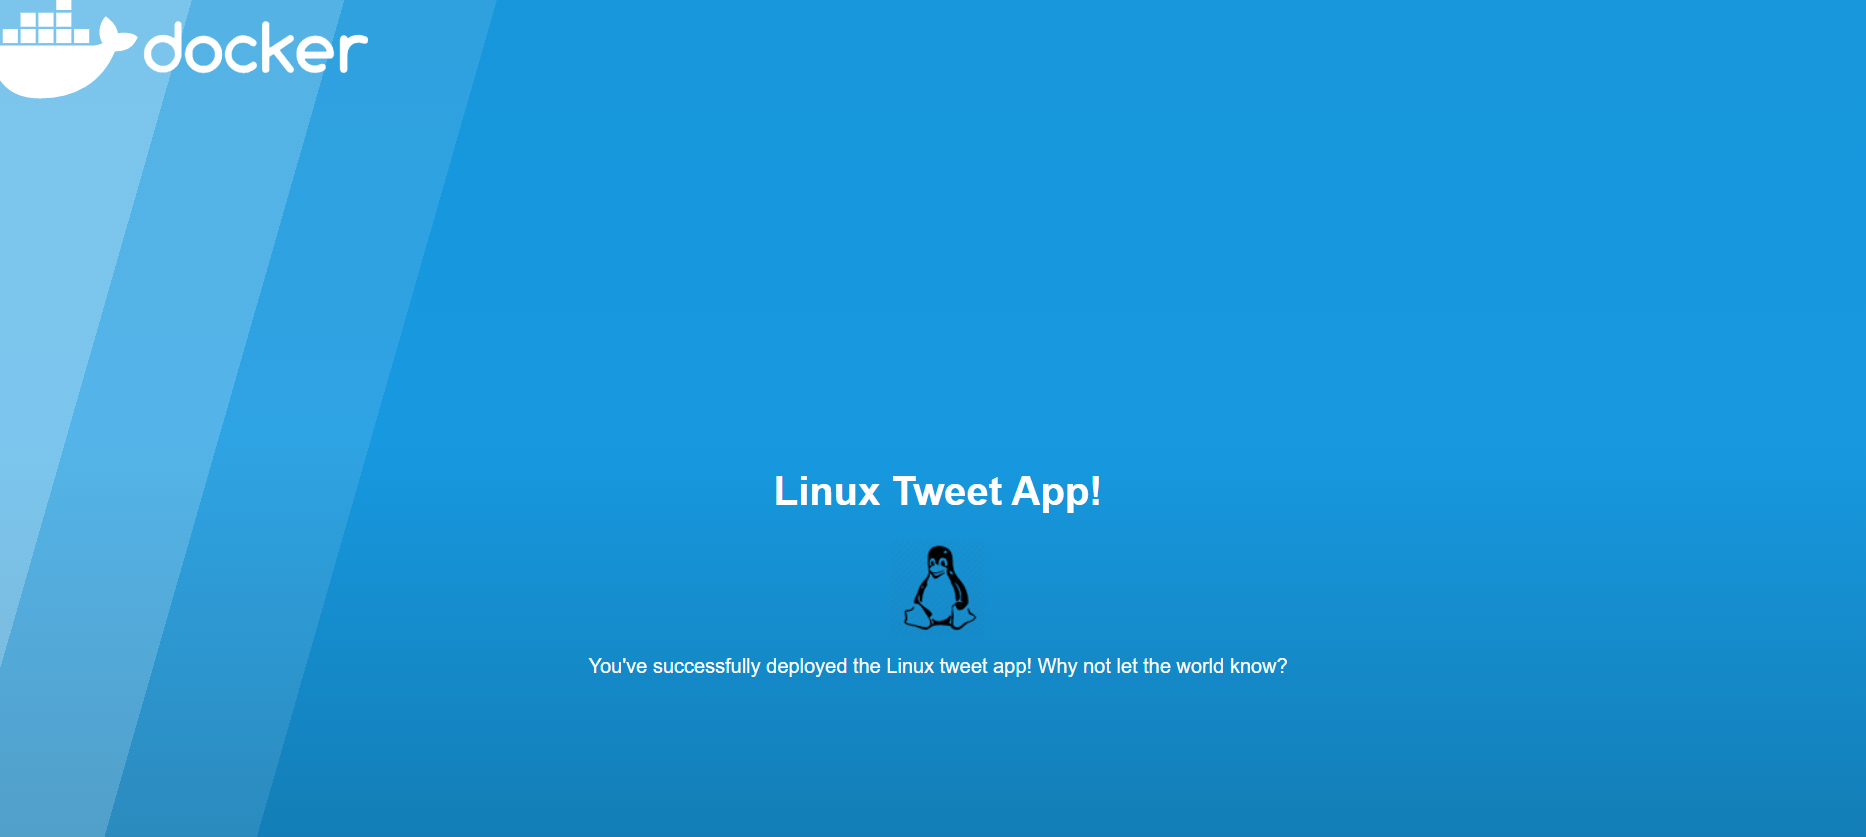 docker
Linux Tweet App!
You've successfully deployed the Linux tweet app! Why not let the world know?